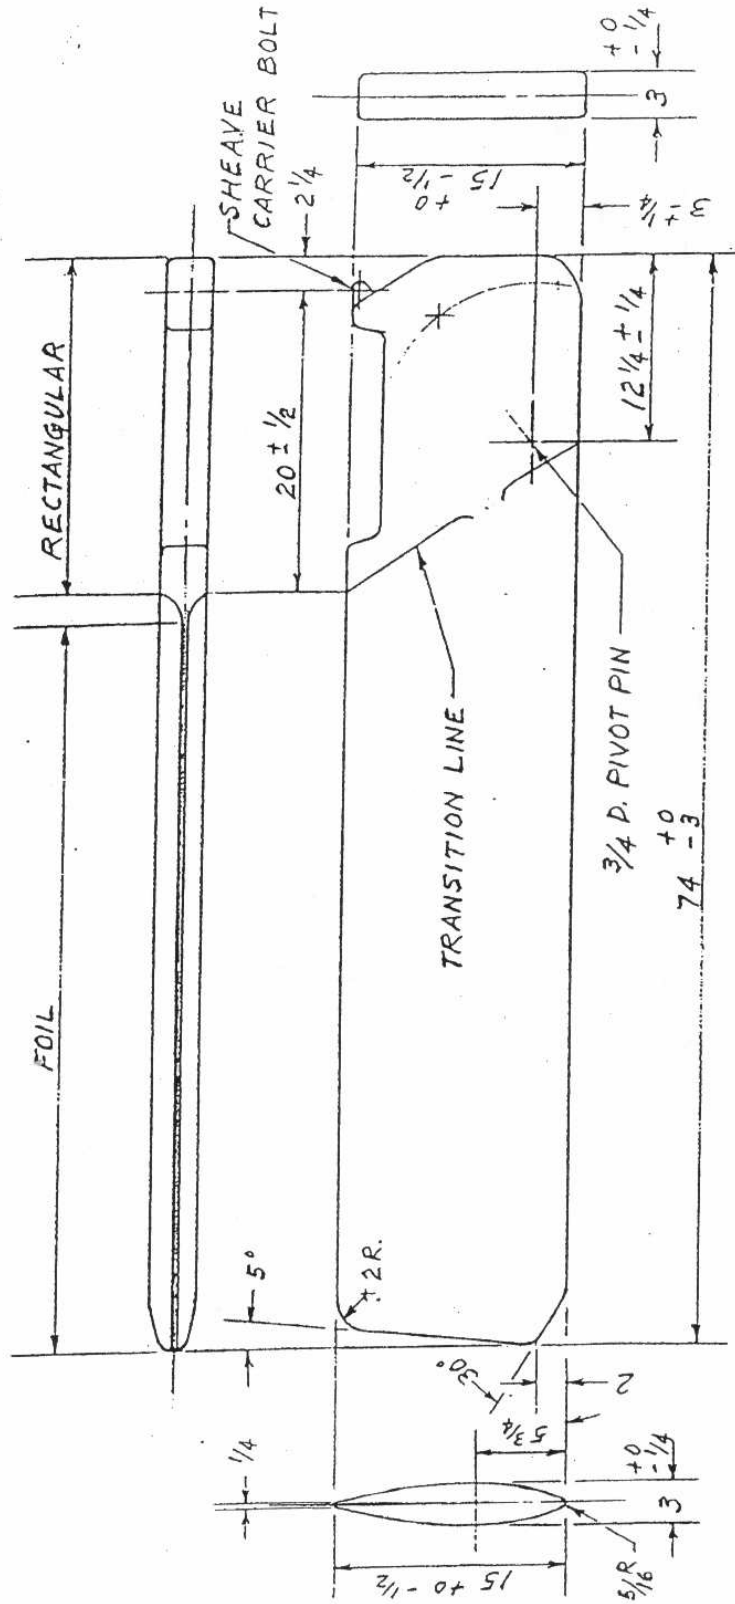 FOIL
RECTANGULAR
SHEAVE
CARRIER BOLT
2 1/4
20 ± 1/2
5°
± 2R.
30°
1/4
5 3/4
2
15 +0 -1/2
3 +0 -1/4
5/16 R
TRANSITION LINE
3/4 D. PIVOT PIN
74 +0 -3
12 1/4 ± 1/4
3 ± 1/4
15 +0 -1/2
3 +0 -1/4